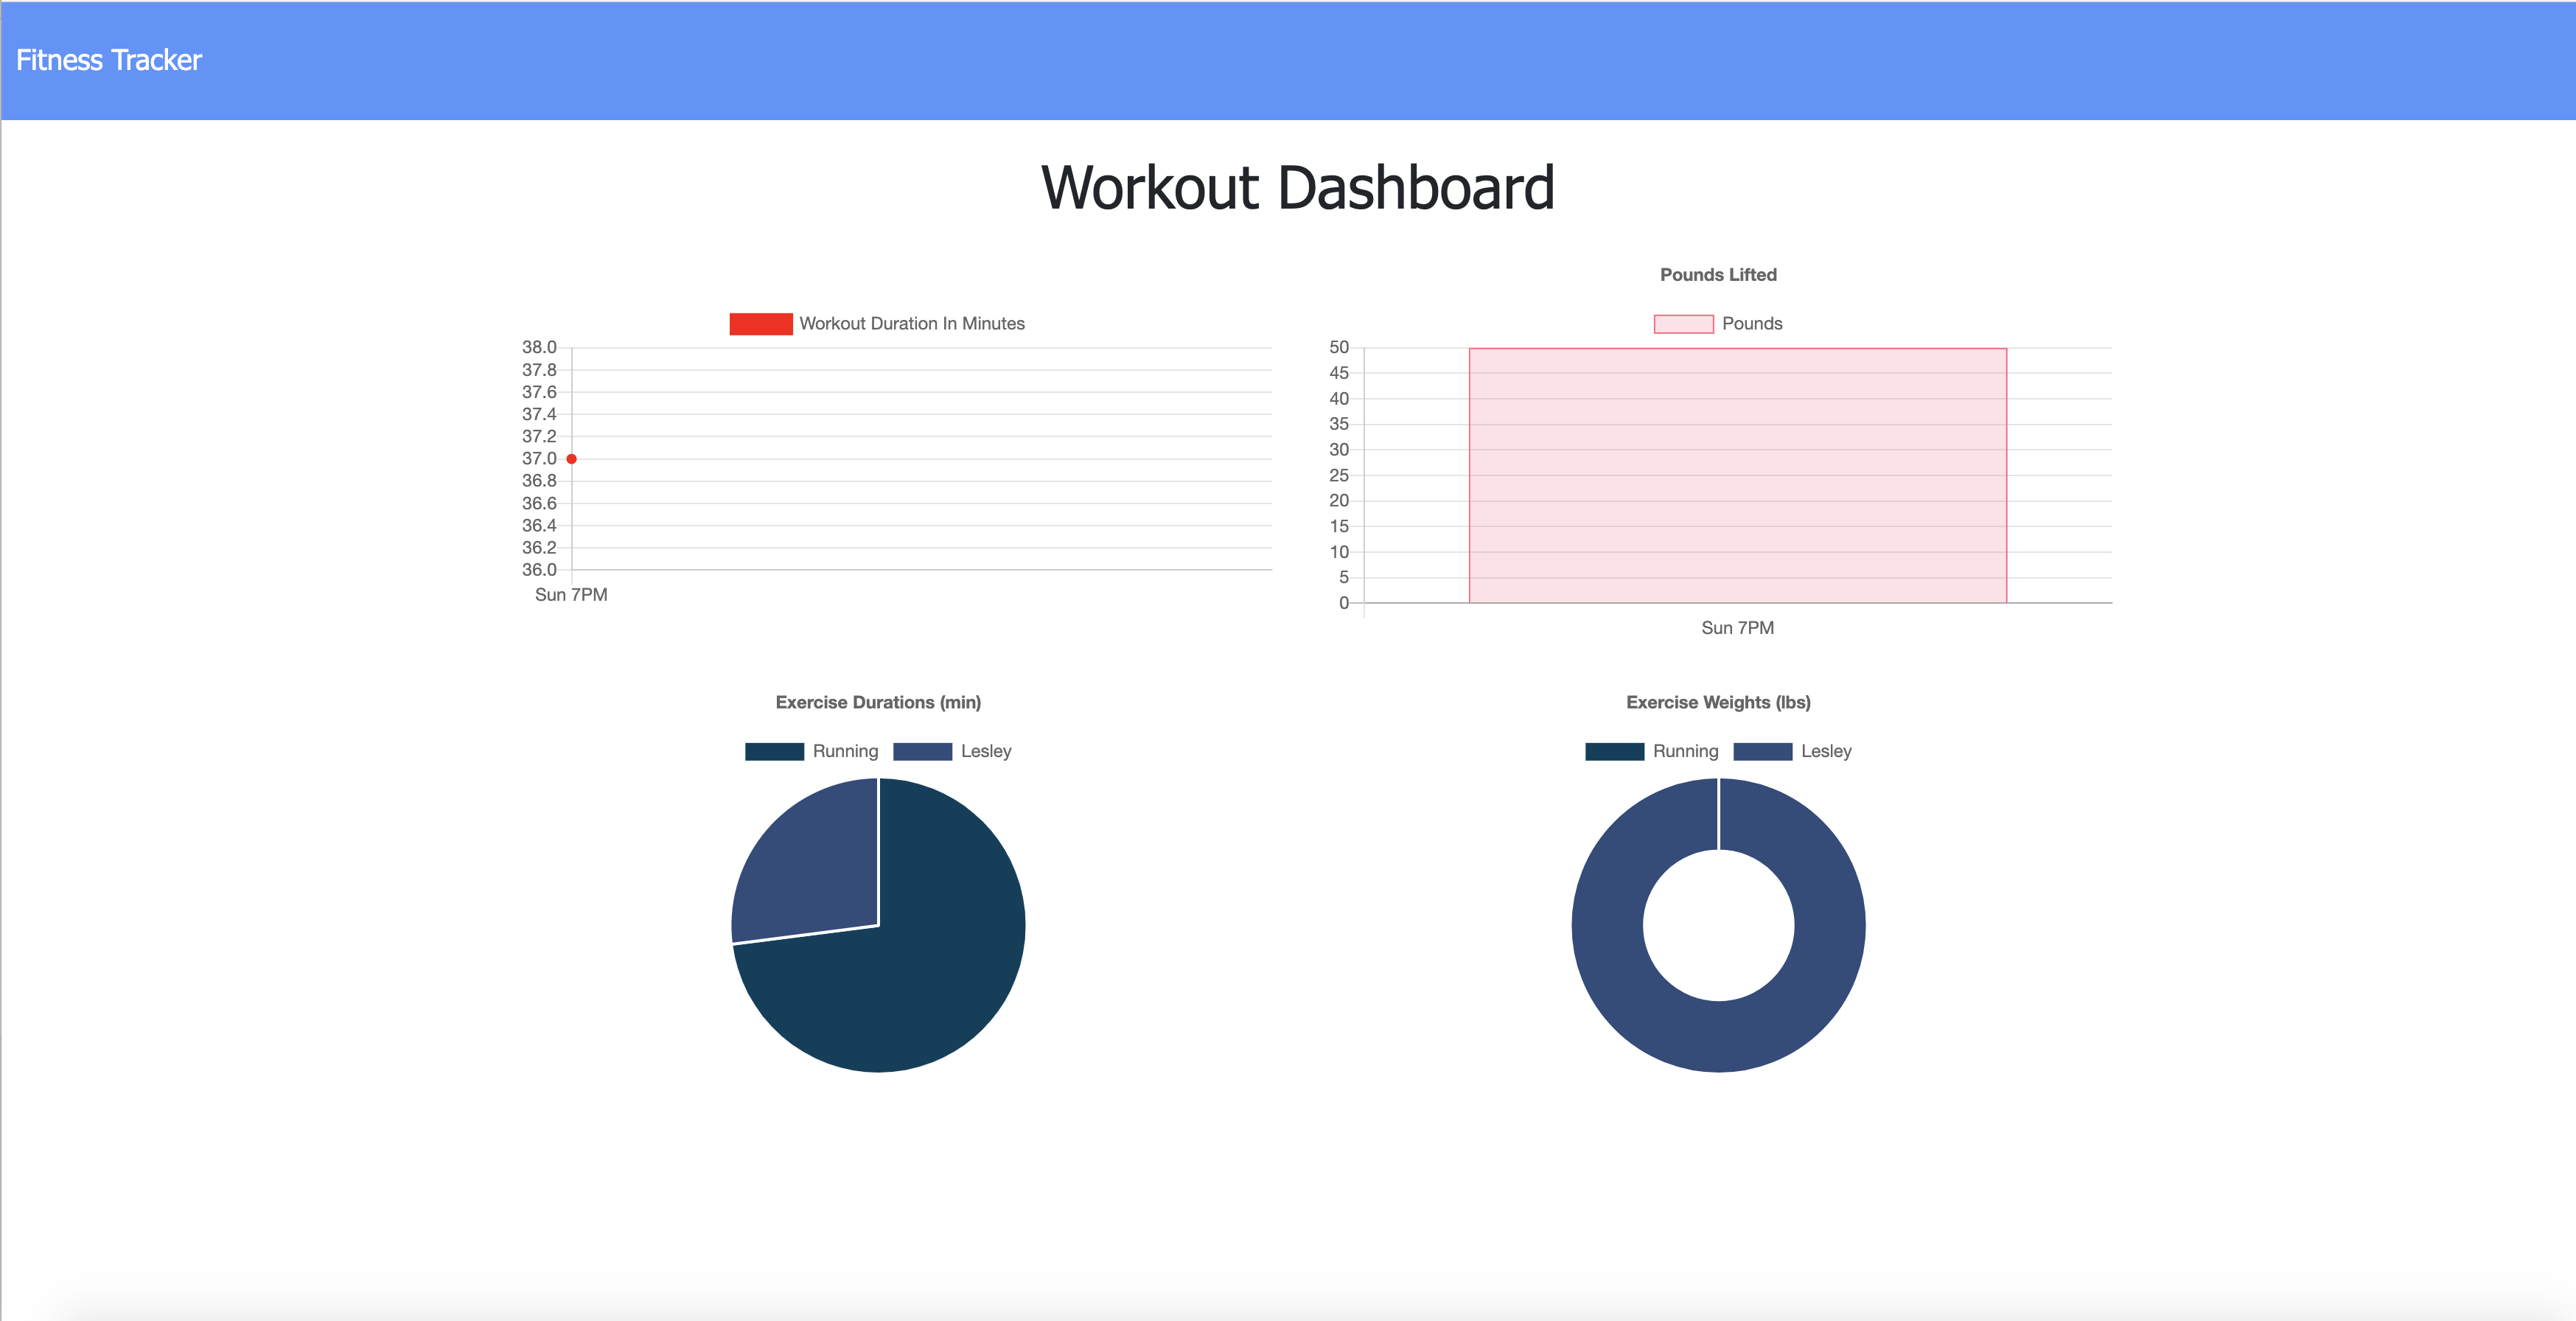 Fitness Tracker
Workout Dashboard
Workout Duration In Minutes
38.0
37.8
37.6
37.4
37.2
37.0
36.8
36.6
36.4
36.2
36.0
Sun 7PM
Pounds Lifted
Pounds
50
45
40
35
30
25
20
15
10
5
0
Sun 7PM
Exercise Durations (min)
Running Lesley
Exercise Weights (lbs)
Running Lesley